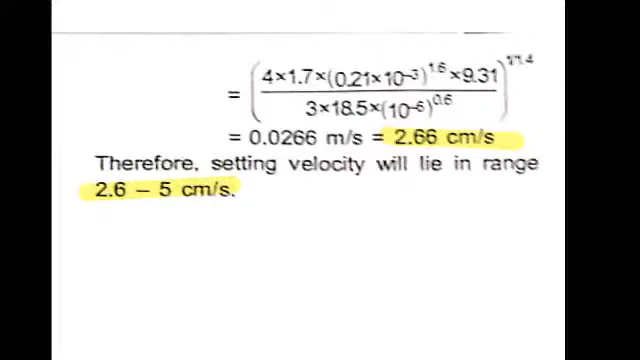 = (4×1.7×(0.21×10⁻³)^1.6×9.31 / 3×18.5×(10⁻⁶)^0.6)^1/1.4
= 0.0266 m/s = 2.66 cm/s
Therefore, setting velocity will lie in range
2.6 – 5 cm/s.